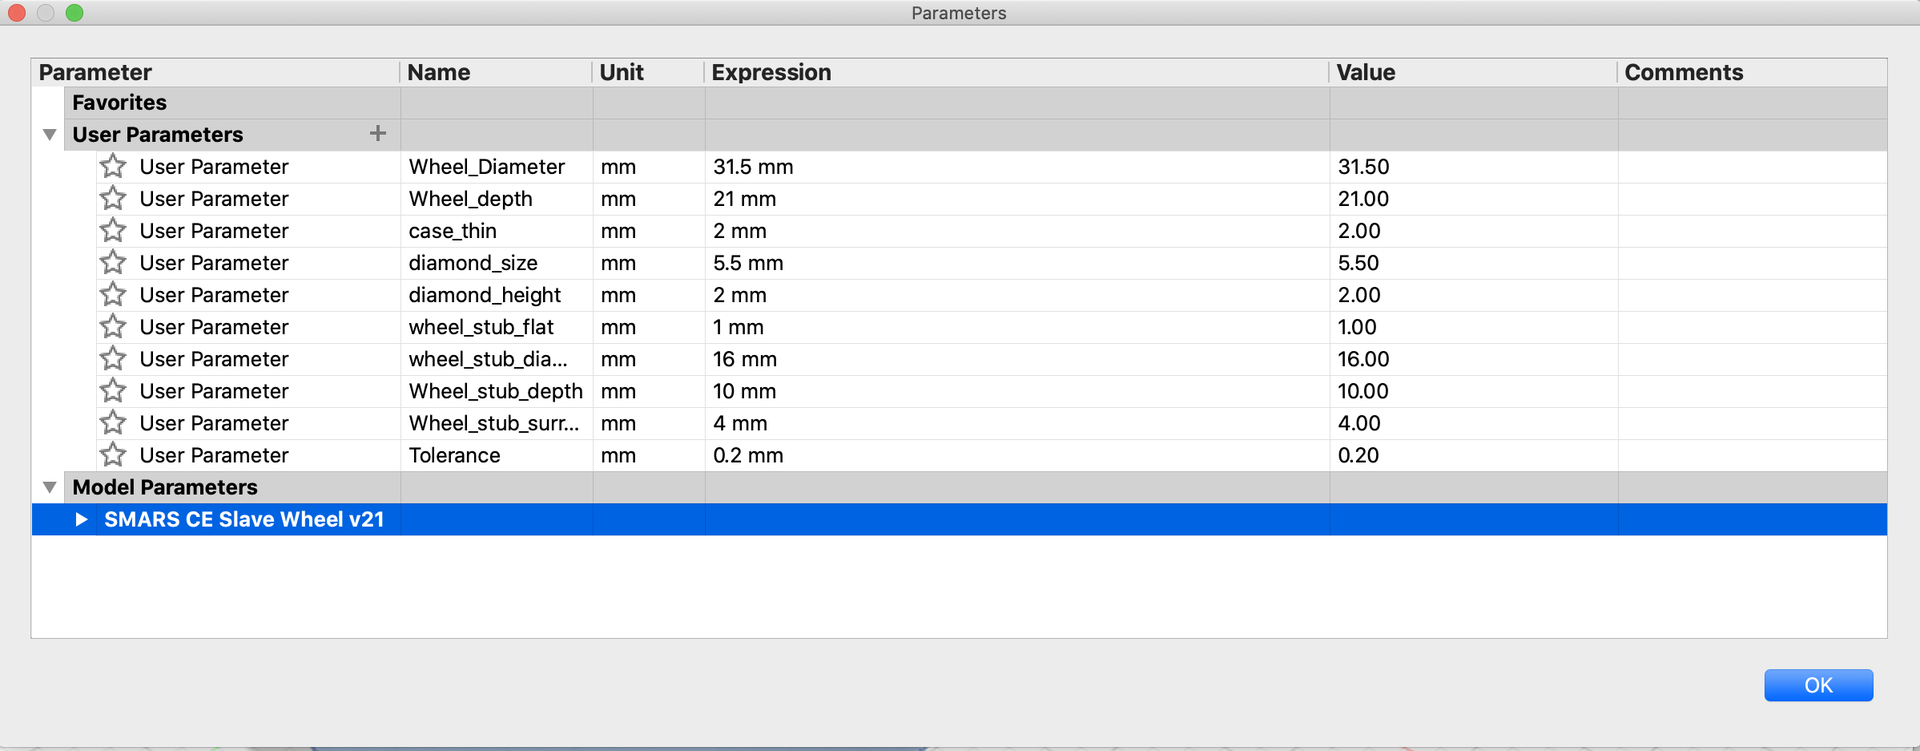 Parameters
Parameter Name Unit Expression Value Comments
Favorites
User Parameters +
User Parameter Wheel_Diameter mm 31.5 mm 31.50
User Parameter Wheel_depth mm 21 mm 21.00
User Parameter case_thin mm 2 mm 2.00
User Parameter diamond_size mm 5.5 mm 5.50
User Parameter diamond_height mm 2 mm 2.00
User Parameter wheel_stub_flat mm 1 mm 1.00
User Parameter wheel_stub_dia... mm 16 mm 16.00
User Parameter Wheel_stub_depth mm 10 mm 10.00
User Parameter Wheel_stub_surr... mm 4 mm 4.00
User Parameter Tolerance mm 0.2 mm 0.20
Model Parameters
SMARS CE Slave Wheel v21
OK